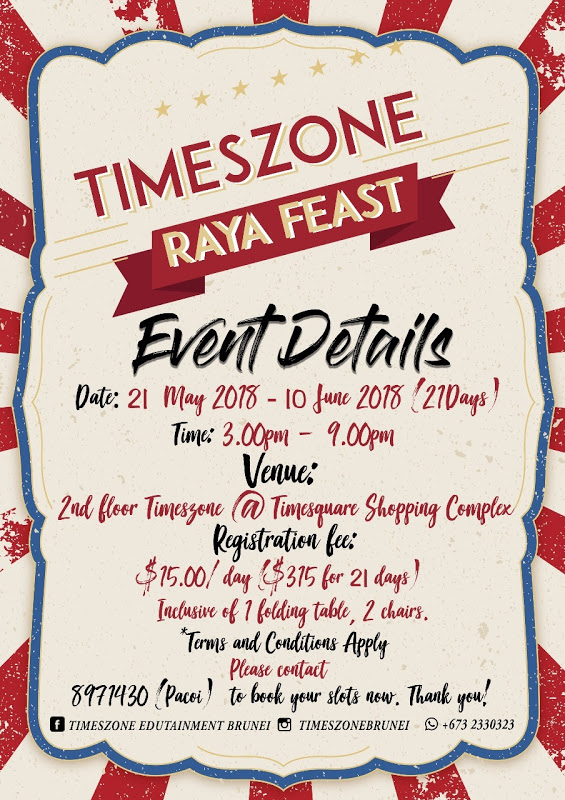 TIMESZONE
RAYA FEAST
Event Details
Date: 21 May 2018 - 10 June 2018 (21Days)
Time: 3.00pm - 9.00pm
Venue:
2nd floor Timeszone @ Timesquare Shopping Complex
Registration fee:
$15.00/ day ($315 for 21 days)
Inclusive of 1 folding table, 2 chairs.
*Terms and Conditions Apply
Please contact
8971430 (Pacoi) to book your slots now. Thank you!
TIMESZONE EDUTAINMENT BRUNEI TIMESZONEBRUNEI - +673 2330323